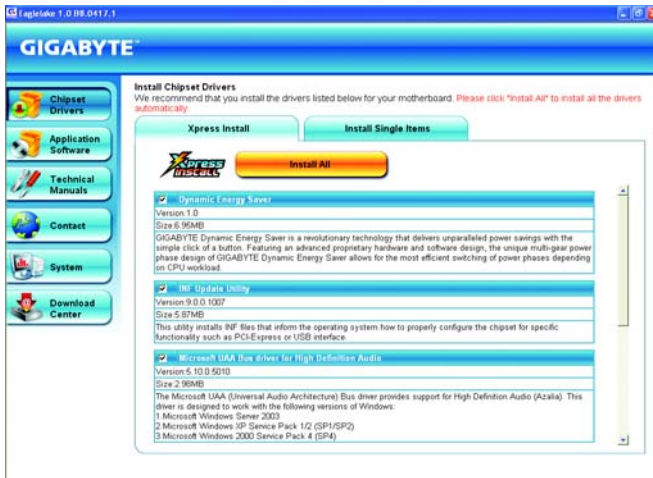 Eaglelake 1.0 B8.0417.1
GIGABYTE™
Chipset
Drivers
Application
Software
Technical
Manuals
Contact
System
Download
Center
Install Chipset Drivers
We recommend that you install the drivers listed below for your motherboard. Please click "Install All" to install all the drivers
automatically.
Xpress Install
Install Single Items
Xpress
INSTALL
Install All
Dynamic Energy Saver
Version:1.0
Size:6.95MB
GIGABYTE Dynamic Energy Saver is a revolutionary technology that delivers unparalleled power savings with the
simple click of a button. Featuring an advanced proprietary hardware and software design, the unique multi-gear power
phase design of GIGABYTE Dynamic Energy Saver allows for the most efficient switching of power phases depending
on CPU workload.
INF Update Utility
Version:9.0.0.1007
Size:5.87MB
This utility installs INF files that inform the operating system how to properly configure the chipset for specific
functionality such as PCI-Express or USB interface.
Microsoft UAA Bus driver for High Definition Audio
Version:5.10.0.5010
Size:2.98MB
The Microsoft UAA (Universal Audio Architecture) Bus driver provides support for High Definition Audio (Azalia). This
driver is designed to work with the following versions of Windows:
1.Microsoft Windows Server 2003
2.Microsoft Windows XP Service Pack 1/2 (SP1/SP2)
3.Microsoft Windows 2000 Service Pack 4 (SP4)